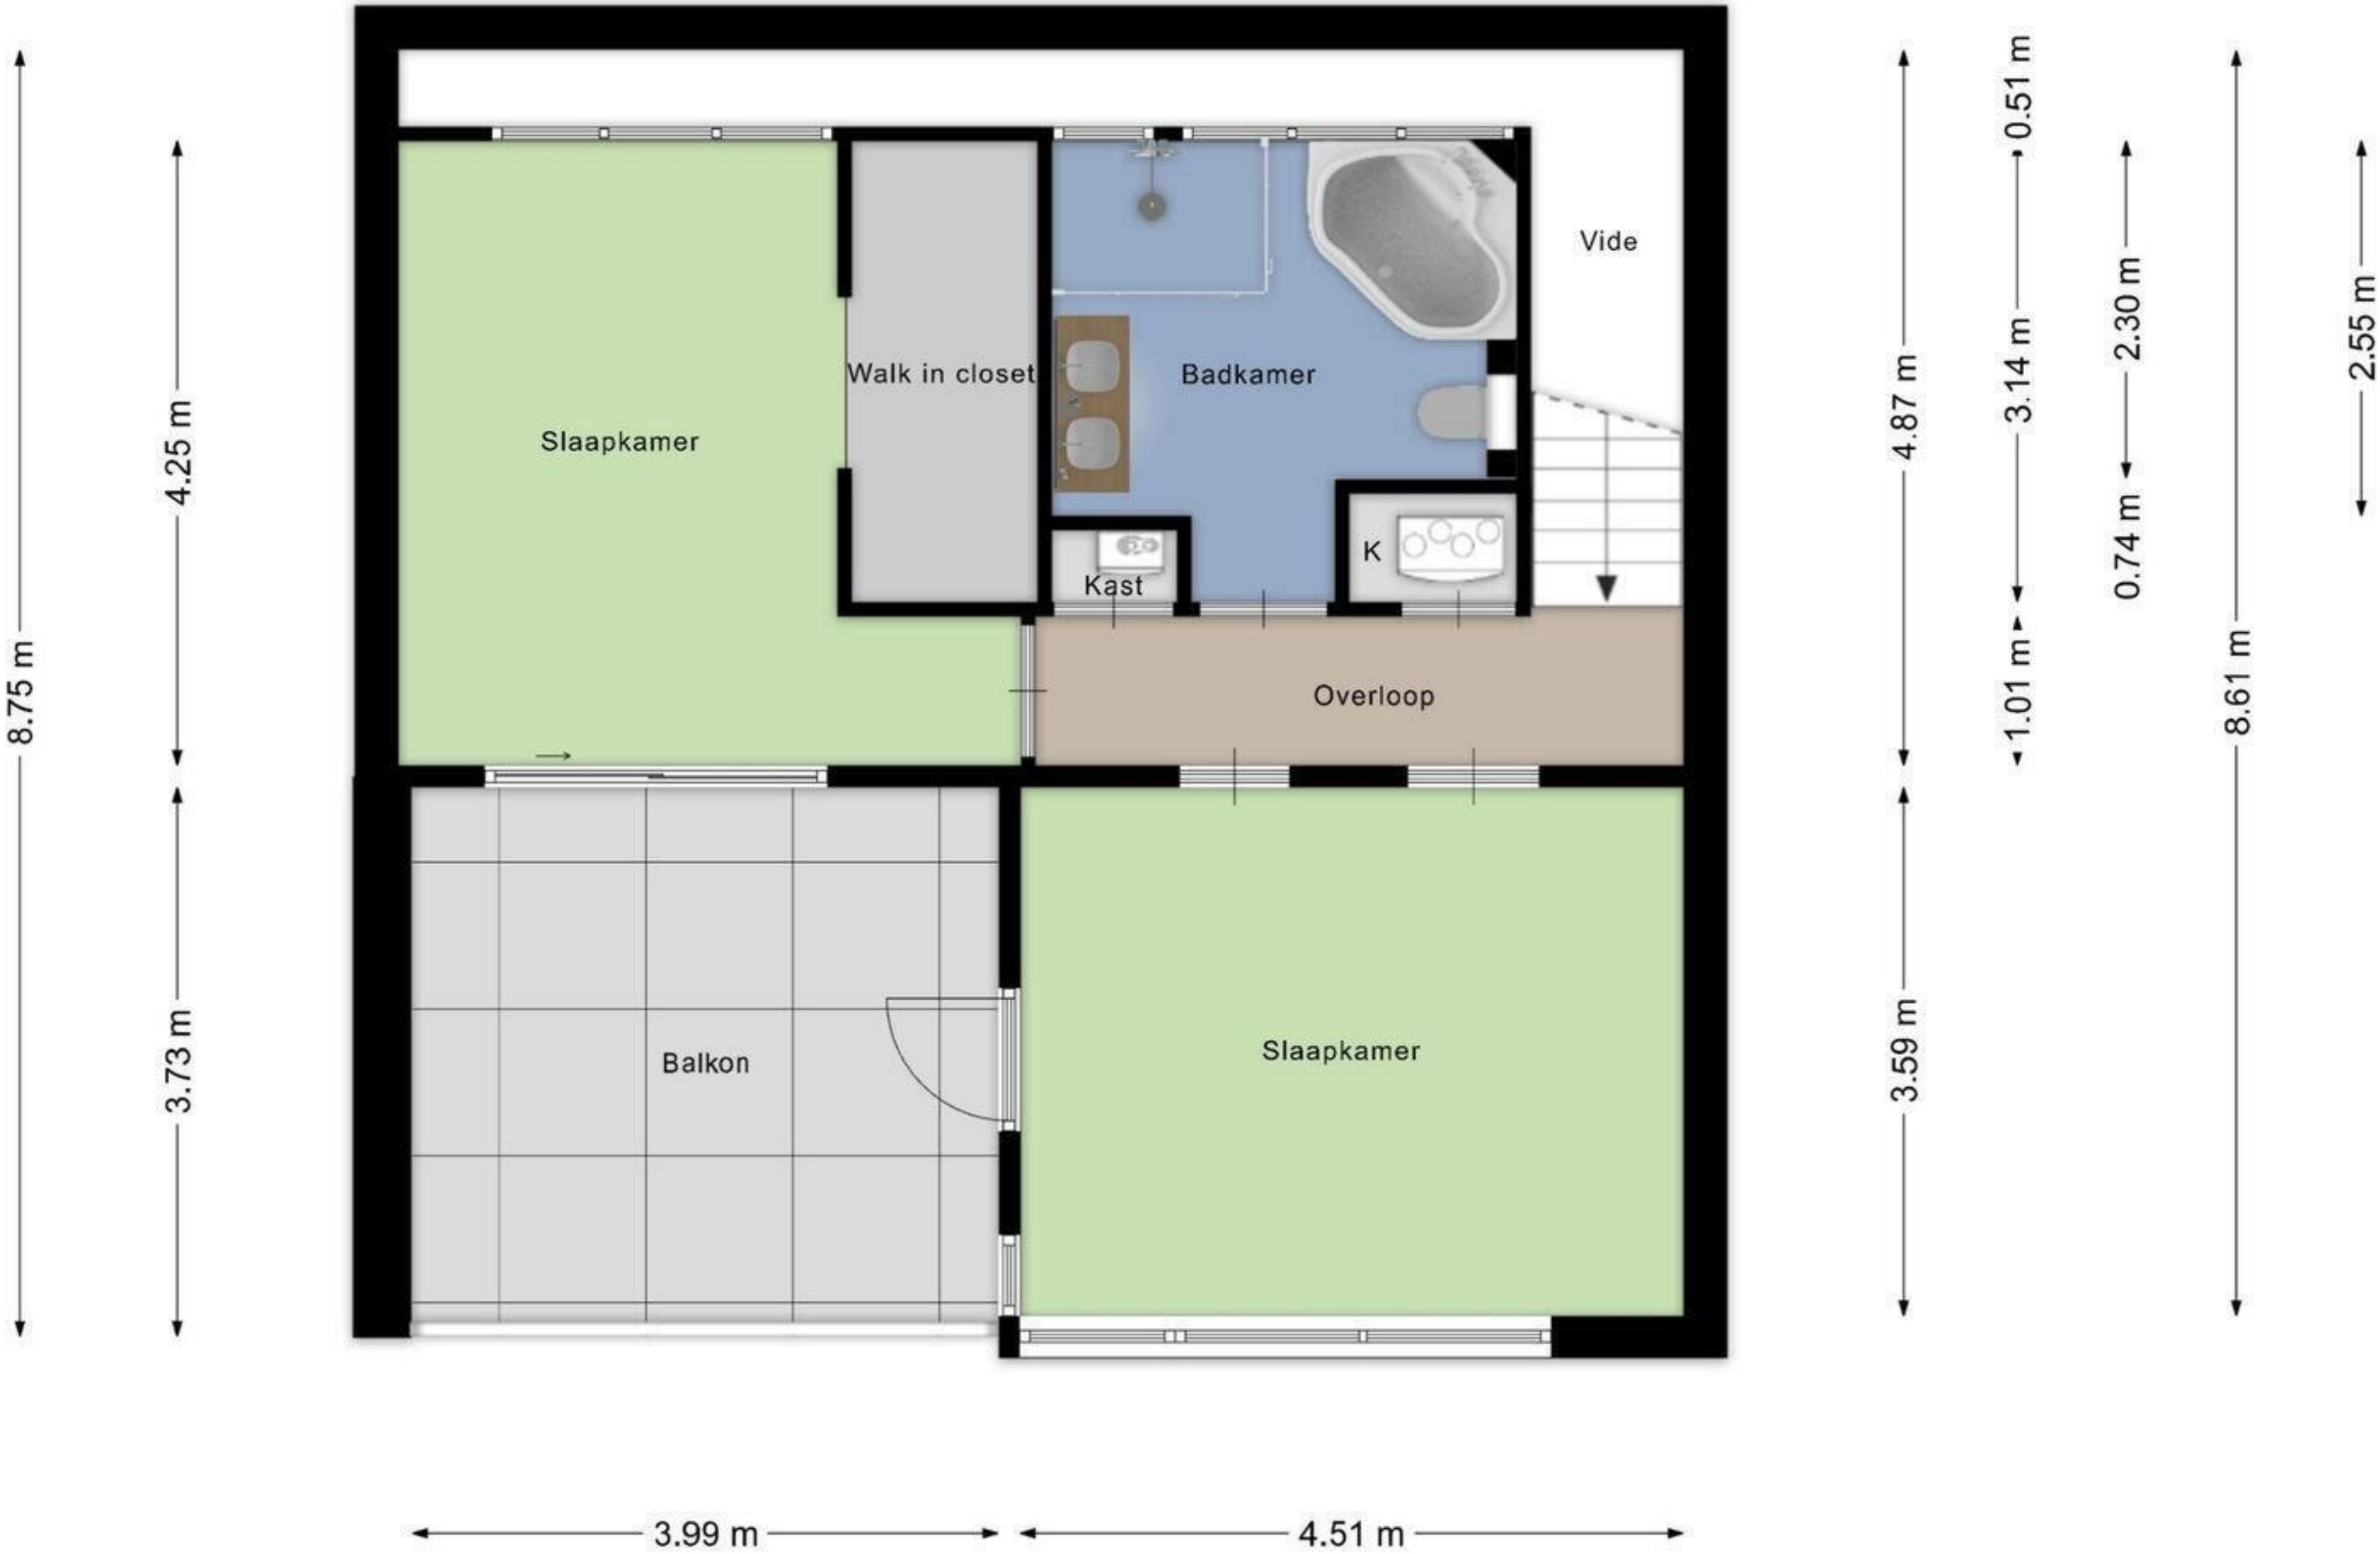 0.51 m
Vide
2.30 m
2.55 m
Walk in closet
Badkamer
3.14 m
4.87 m
Slaapkamer
4.25 m
K
0.74 m
Kast
8.75 m
Overloop
1.01 m
8.61 m
Slaapkamer
Balkon
3.73 m
3.59 m
3.99 m
4.51 m